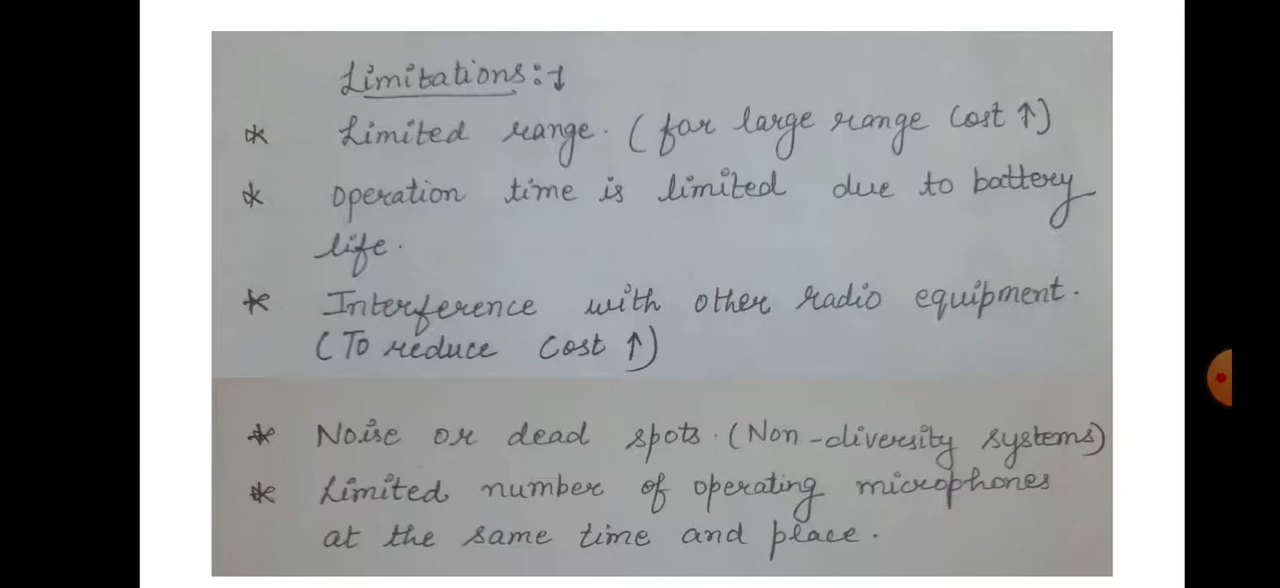 Limitations:↓
* Limited range. (for large range Cost ↑)
* Operation time is limited due to battery
life.
* Interference with other radio equipment.
(To reduce Cost ↑)
* Noise or dead spots. (Non-diversity systems)
* Limited number of operating microphones
at the same time and place.